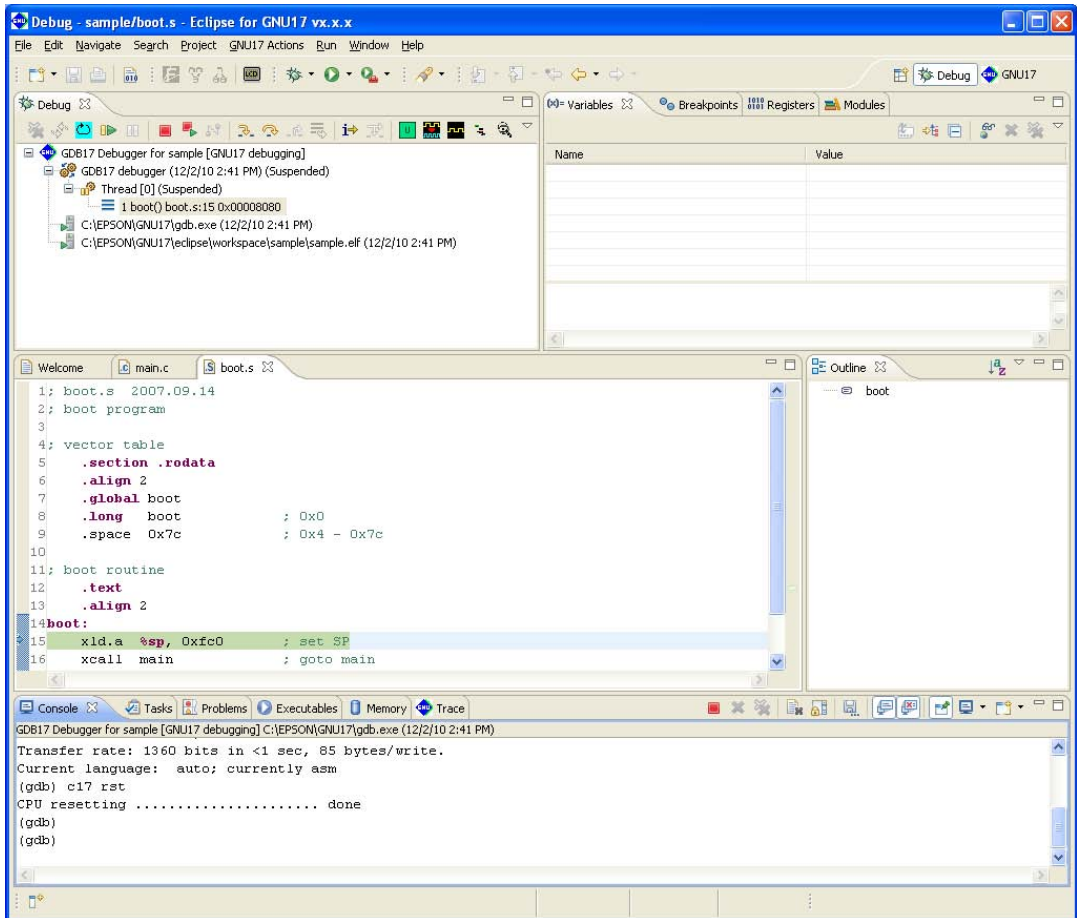 Debug - sample/boot.s - Eclipse for GNU17 vx.x.x
File Edit Navigate Search Project GNU17 Actions Run Window Help
Debug GNU17
Debug
Variables Breakpoints Registers Modules
GDB17 Debugger for sample [GNU17 debugging]
GDB17 debugger (12/2/10 2:41 PM) (Suspended)
Thread [0] (Suspended)
1 boot() boot.s:15 0x00008080
C:\EPSON\GNU17\gdb.exe (12/2/10 2:41 PM)
C:\EPSON\GNU17\eclipse\workspace\sample\sample.elf (12/2/10 2:41 PM)
Name Value
Welcome main.c boot.s
Outline
boot
1; boot.s 2007.09.14
2; boot program
3
4; vector table
5 .section .rodata
6 .align 2
7 .global boot
8 .long boot ; 0x0
9 .space 0x7c ; 0x4 - 0x7c
10
11; boot routine
12 .text
13 .align 2
14boot:
15 xld.a %sp, 0xfc0 ; set SP
16 xcall main ; goto main
Console Tasks Problems Executables Memory Trace
GDB17 Debugger for sample [GNU17 debugging] C:\EPSON\GNU17\gdb.exe (12/2/10 2:41 PM)
Transfer rate: 1360 bits in <1 sec, 85 bytes/write.
Current language: auto; currently asm
(gdb) c17 rst
CPU resetting ...................... done
(gdb)
(gdb)